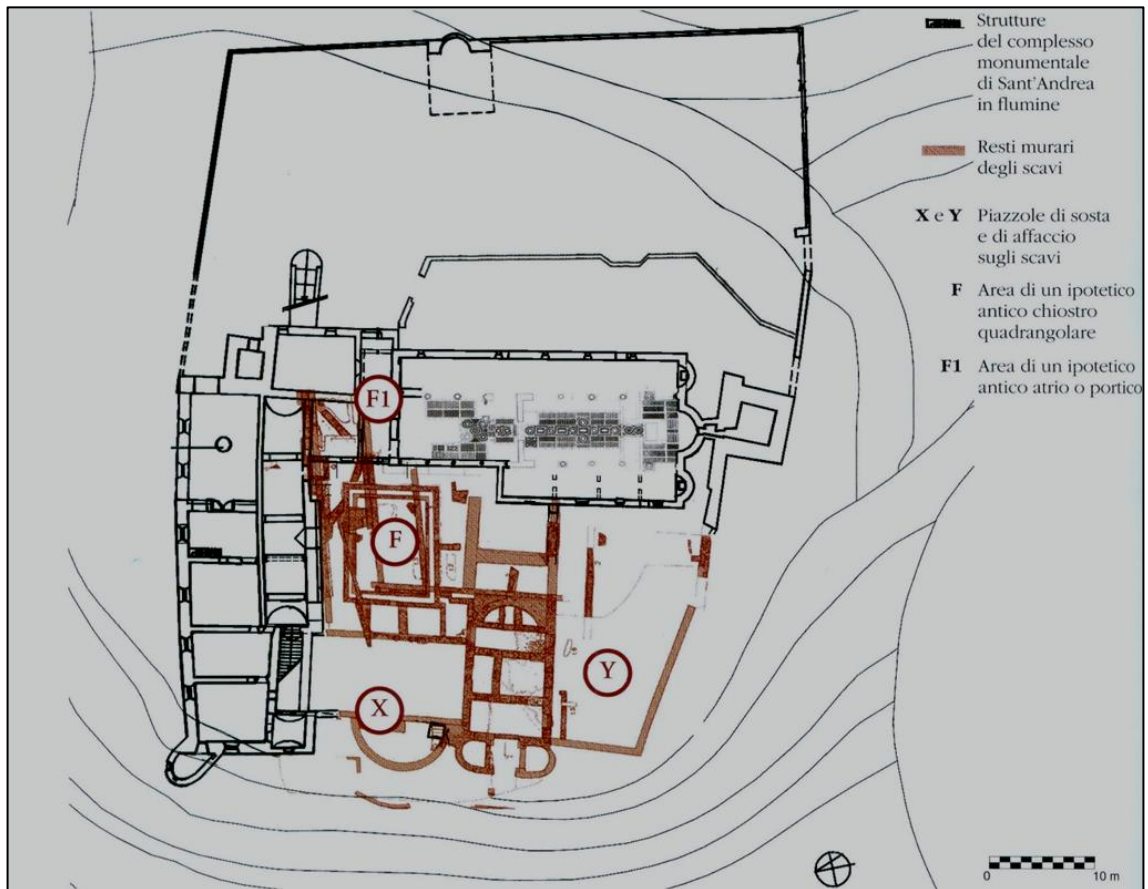 Strutture
del complesso
monumentale
di Sant'Andrea
in flumine
Resti murari
degli scavi
X e Y Piazzole di sosta
e di affaccio
sugli scavi
F Area di un ipotetico
antico chiostro
quadrangolare
F1 Area di un ipotetico
antico atrio o portico
F1
F
Y
X
0 10 m